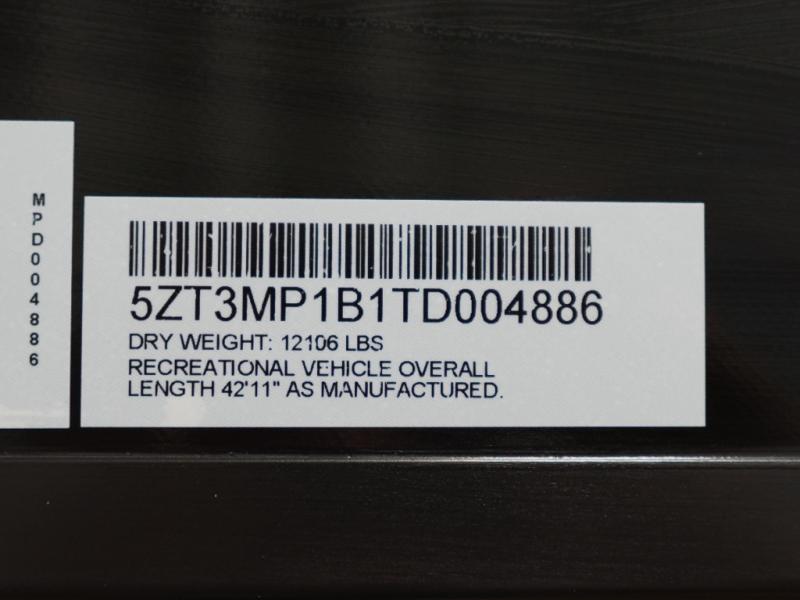 MPD004886
5ZT3MP1B1TD004886
DRY WEIGHT: 12106 LBS
RECREATIONAL VEHICLE OVERALL
LENGTH 42'11" AS MANUFACTURED.